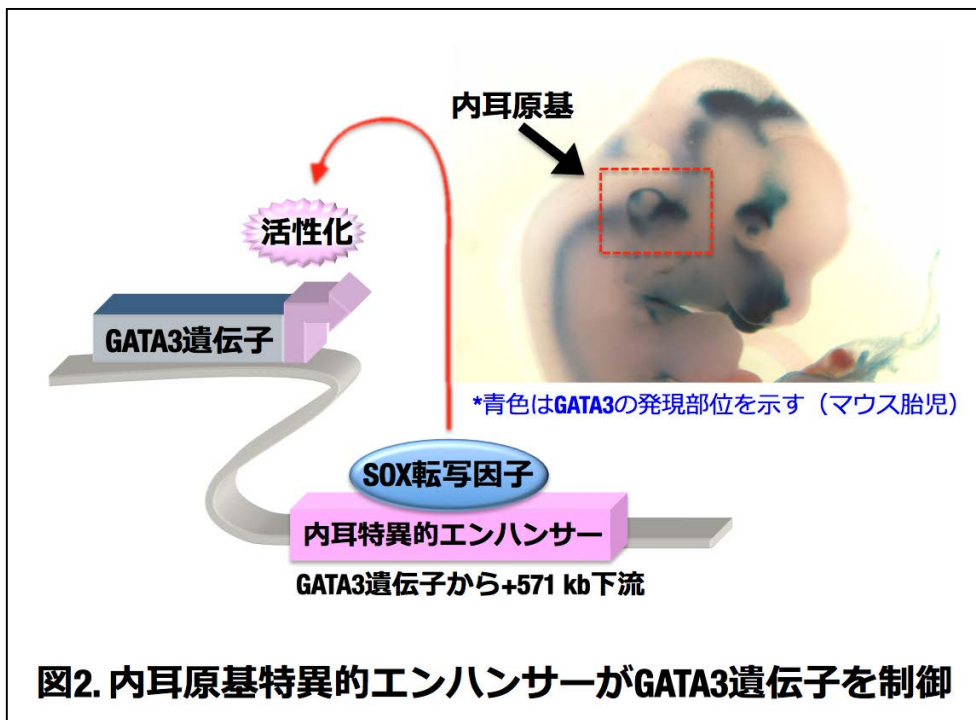 内耳原基
活性化
GATA3遺伝子
*青色はGATA3の発現部位を示す（マウス胎児）
SOX転写因子
内耳特異的エンハンサー
GATA3遺伝子から+571 kb下流
図2. 内耳原基特異的エンハンサーがGATA3遺伝子を制御